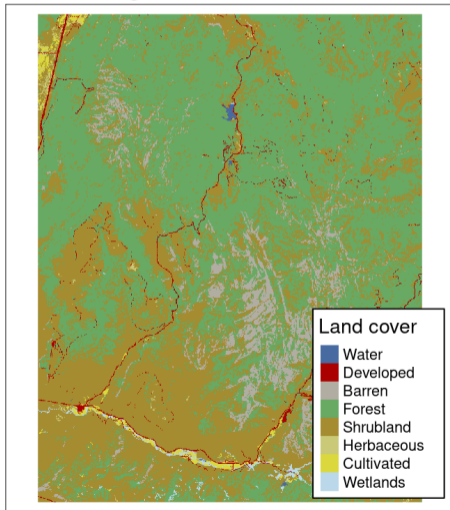 Land cover
Water
Developed
Barren
Forest
Shrubland
Herbaceous
Cultivated
Wetlands